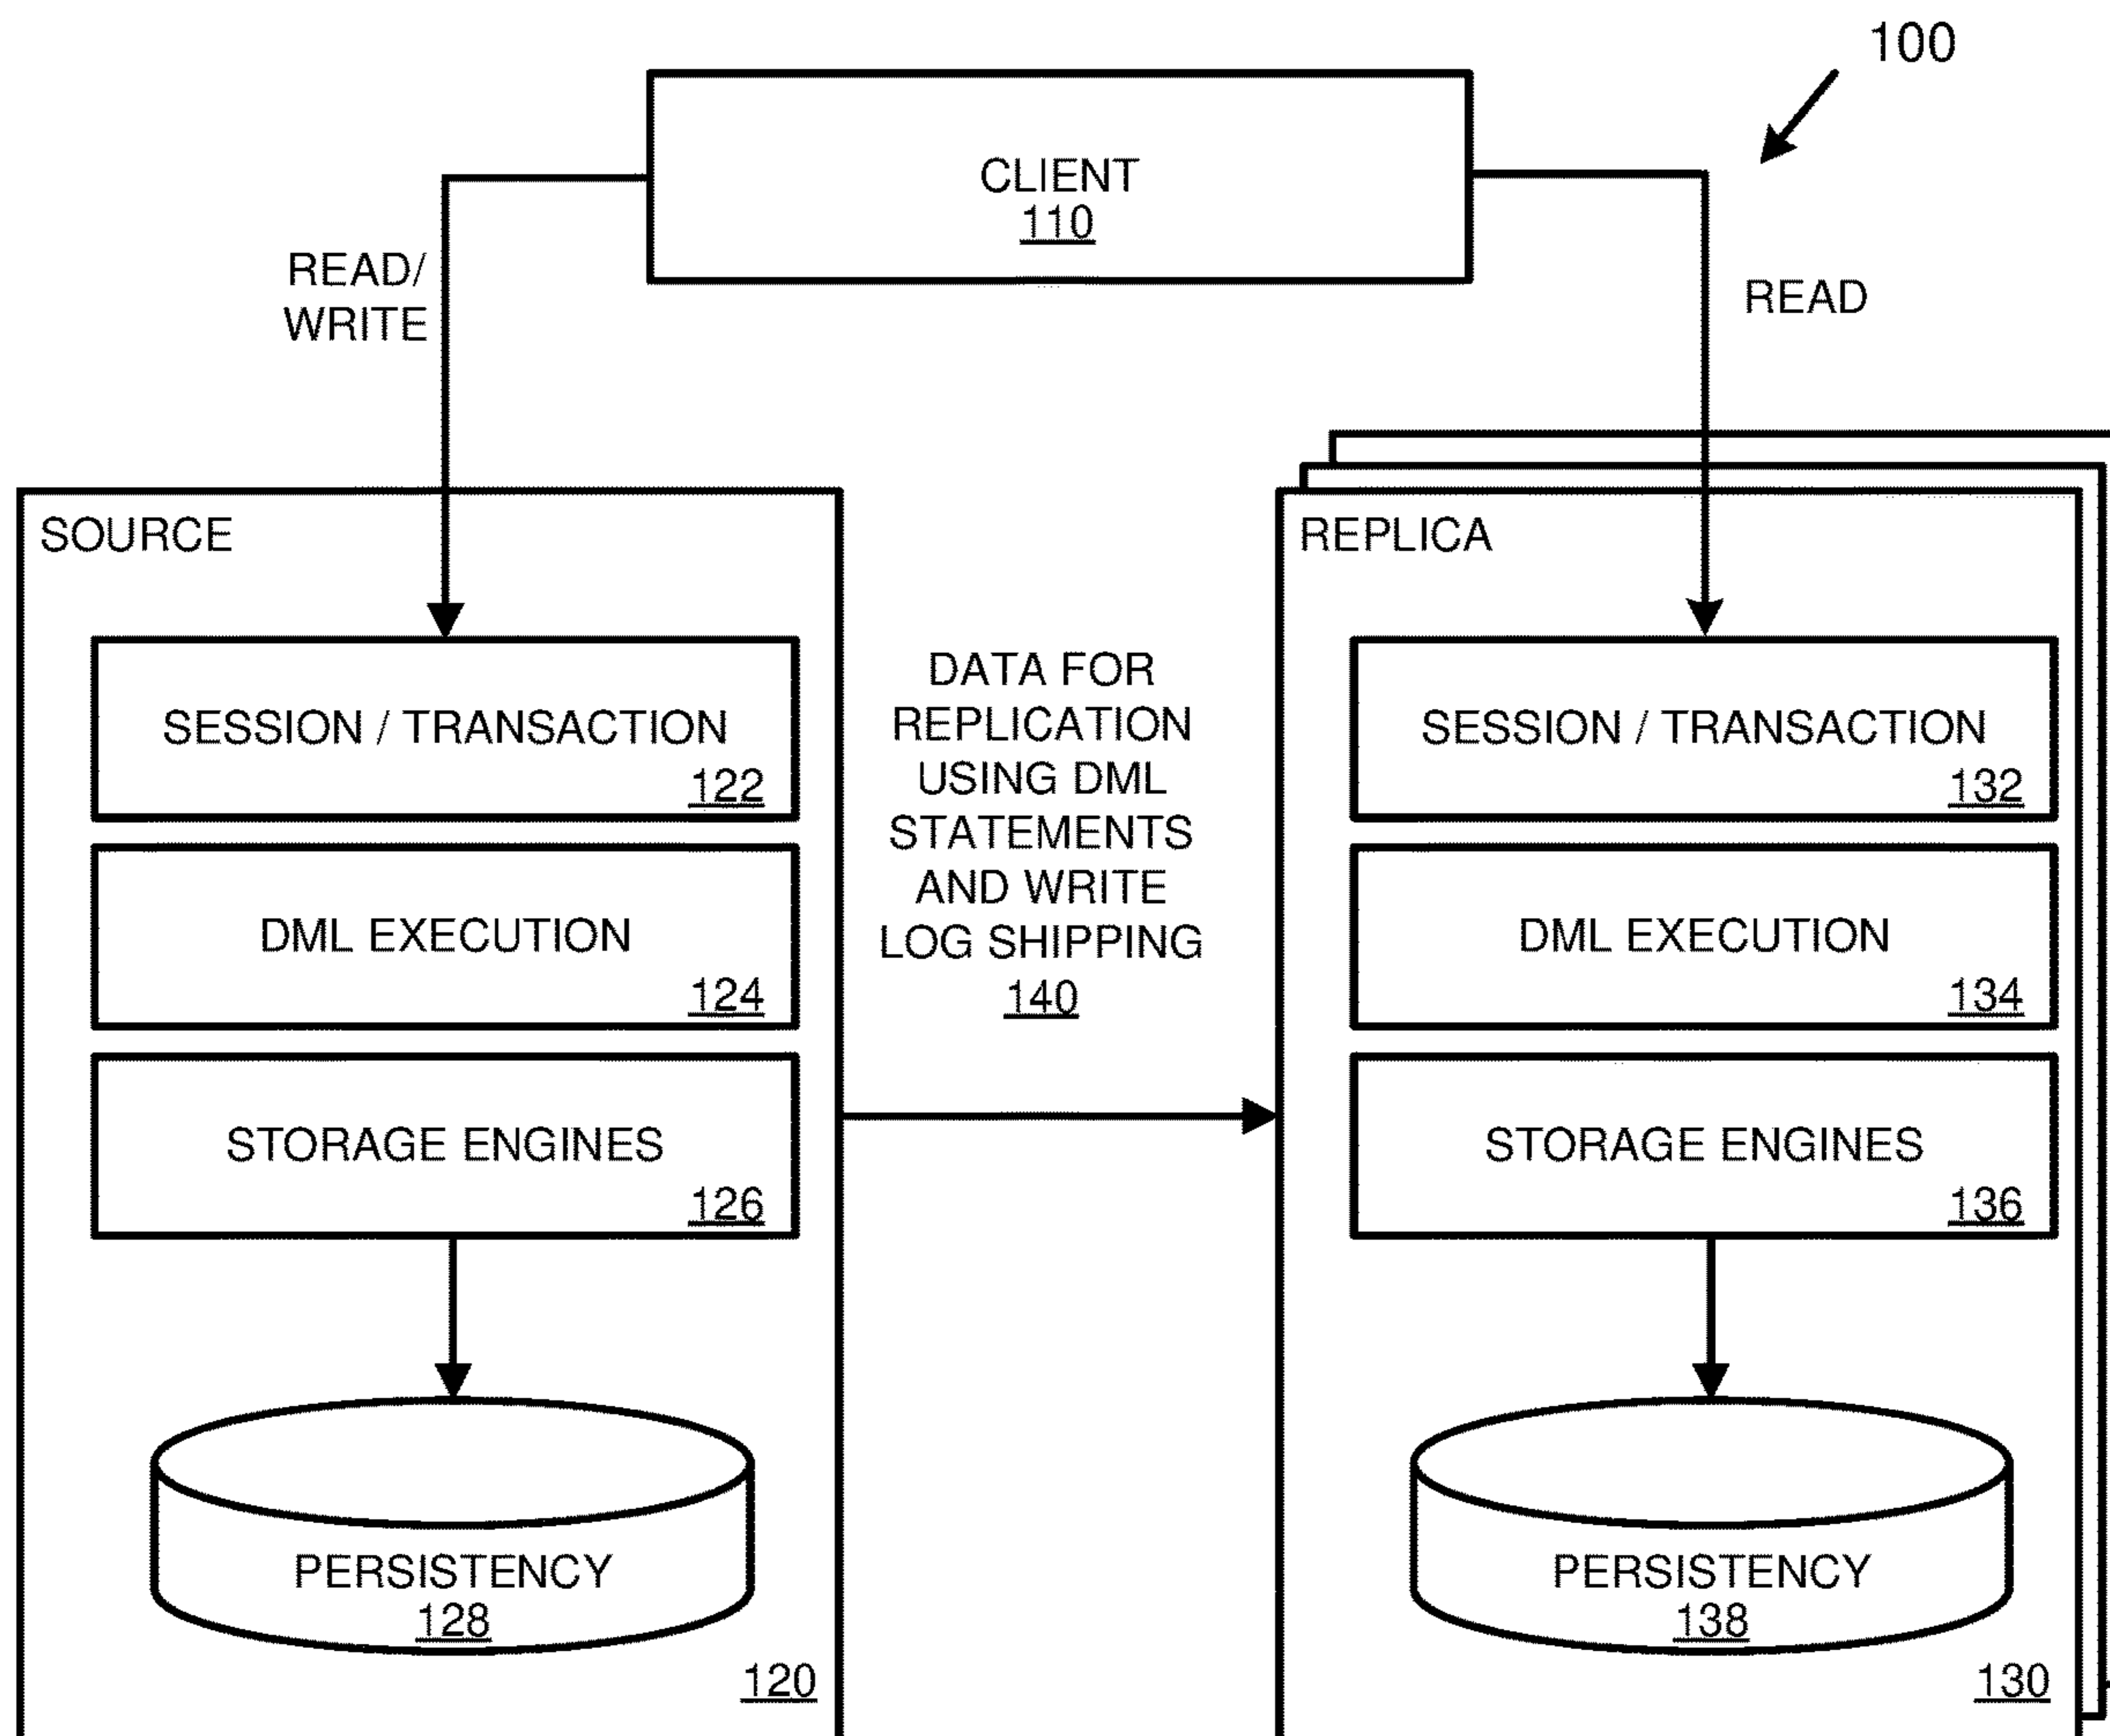 100
CLIENT
110
READ/
WRITE
READ
SOURCE
SESSION / TRANSACTION
122
DML EXECUTION
124
STORAGE ENGINES
126
PERSISTENCY
128
120
DATA FOR
REPLICATION
USING DML
STATEMENTS
AND WRITE
LOG SHIPPING
140
REPLICA
SESSION / TRANSACTION
132
DML EXECUTION
134
STORAGE ENGINES
136
PERSISTENCY
138
130